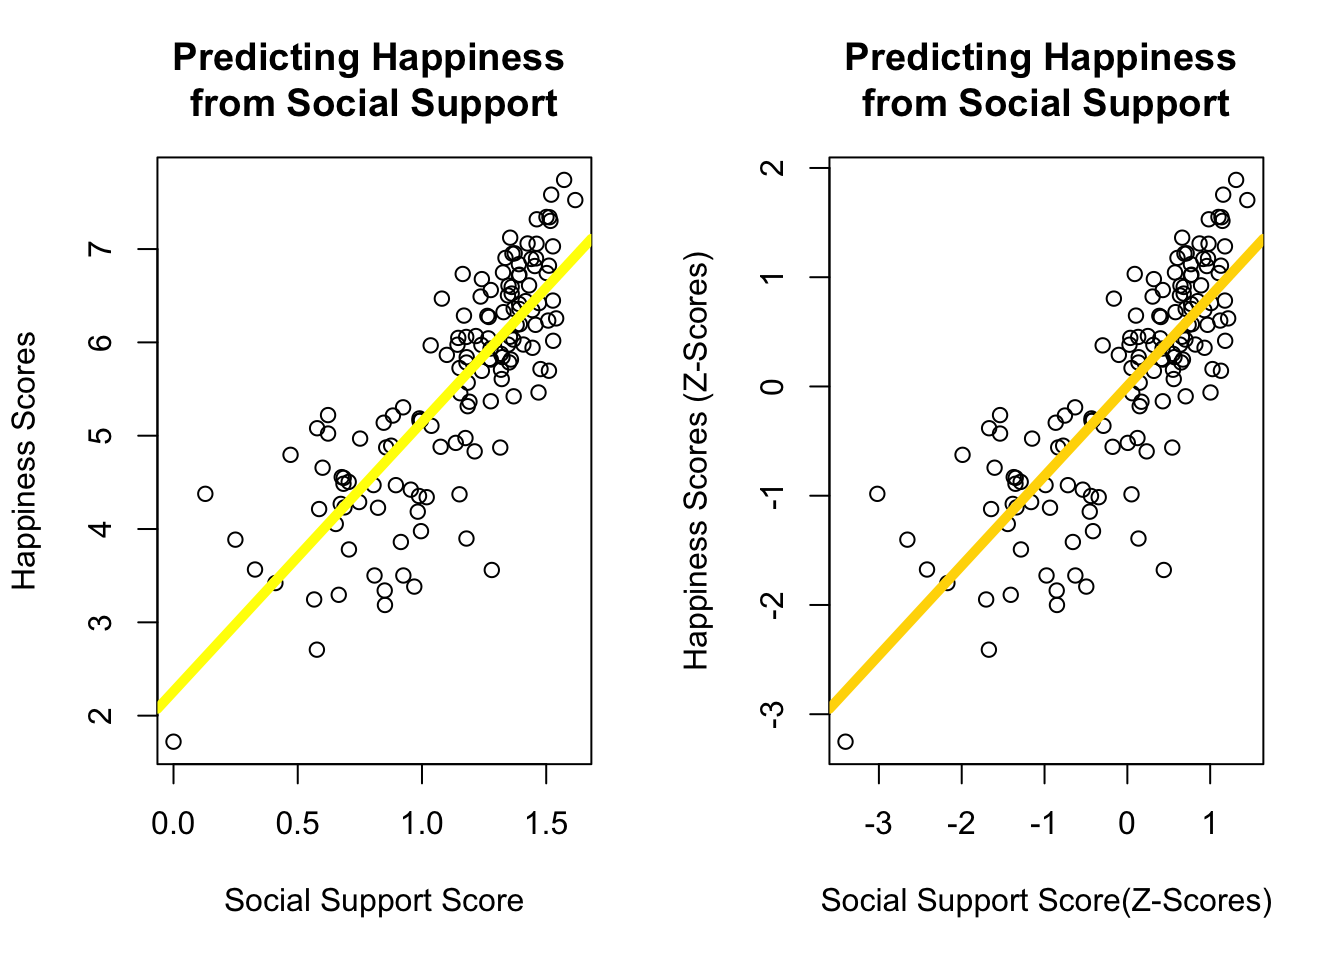 Predicting Happiness
from Social Support
Happiness Scores
7
6
5
4
3
2
0.0 0.5 1.0 1.5
Social Support Score
Predicting Happiness
from Social Support
Happiness Scores (Z-Scores)
2
1
0
-1
-2
-3
-3 -2 -1 0 1
Social Support Score(Z-Scores)